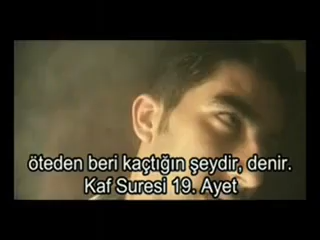 öteden beri kaçtığın şeydir, denir.
Kaf Suresi 19. Ayet